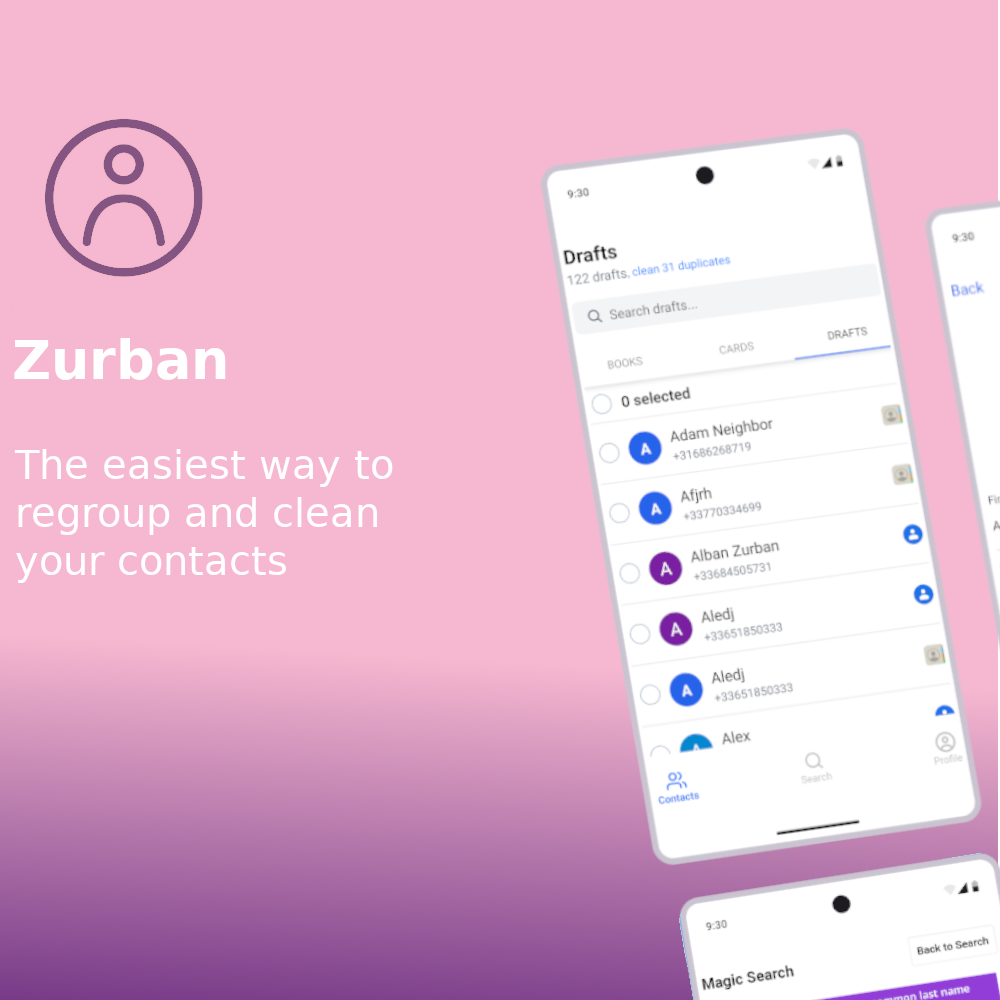 Zurban
The easiest way to
regroup and clean
your contacts
9:30
Drafts
122 drafts, clean 31 duplicates
Search drafts...
BOOKS CARDS DRAFTS
0 selected
A Adam Neighbor
+31686268719
A Afjrh
+33770334699
A Alban Zurban
+33684505731
A Aledj
+33651850333
A Aledj
+33651850333
A Alex
Contacts Search Profile
9:30
Back
9:30
Back to Search
Magic Search
last name